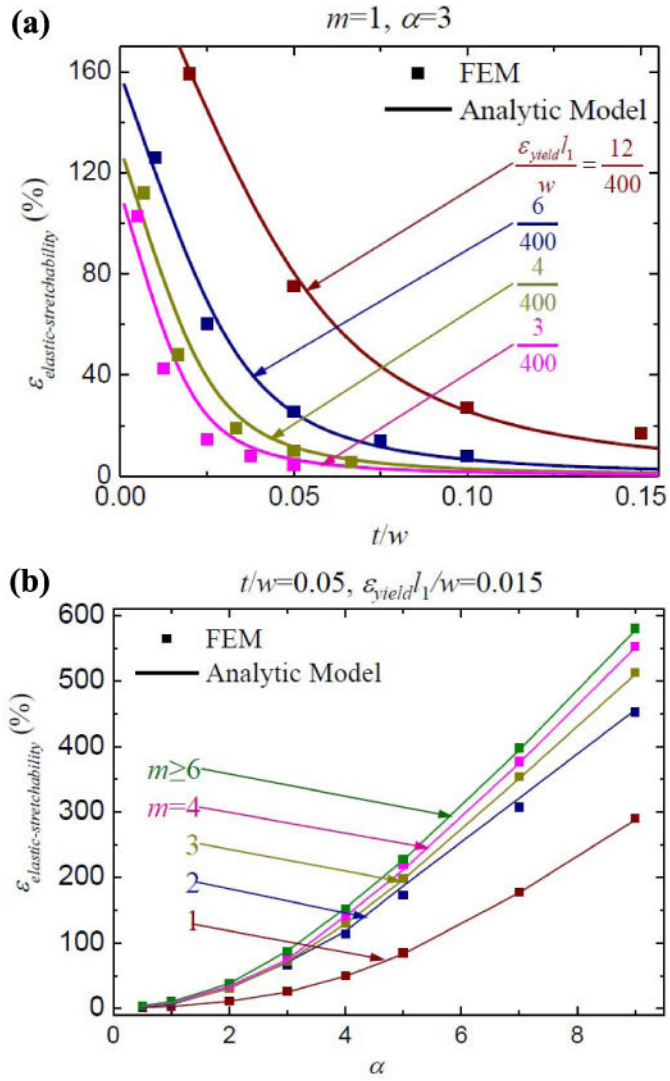 (a)
m=1, α=3
FEM
Analytic Model
ε_yield l_1 / w = 12/400
6/400
4/400
3/400
ε_elastic-stretchability (%)
160
120
80
40
0
0.00 0.05 0.10 0.15
t/w
(b)
t/w=0.05, ε_yield l_1/w=0.015
FEM
Analytic Model
m≥6
m=4
3
2
1
ε_elastic-stretchability (%)
600
500
400
300
200
100
0
0 2 4 6 8
α